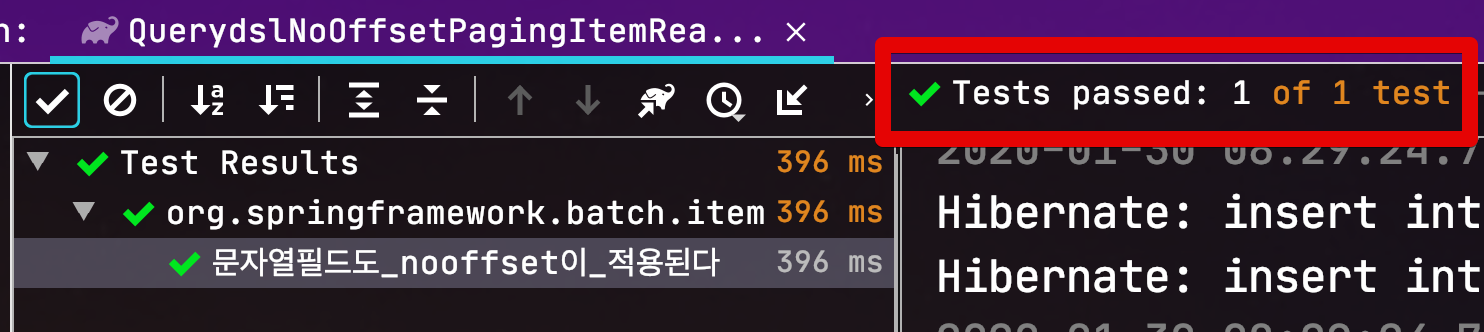 n: QuerydslNoOffsetPagingItemRea...
Tests passed: 1 of 1 test
Test Results 396 ms
org.springframework.batch.item 396 ms
문자열필드도_nooffset이_적용된다 396 ms
2020-01-30 08:29:24.7
Hibernate: insert int
Hibernate: insert int